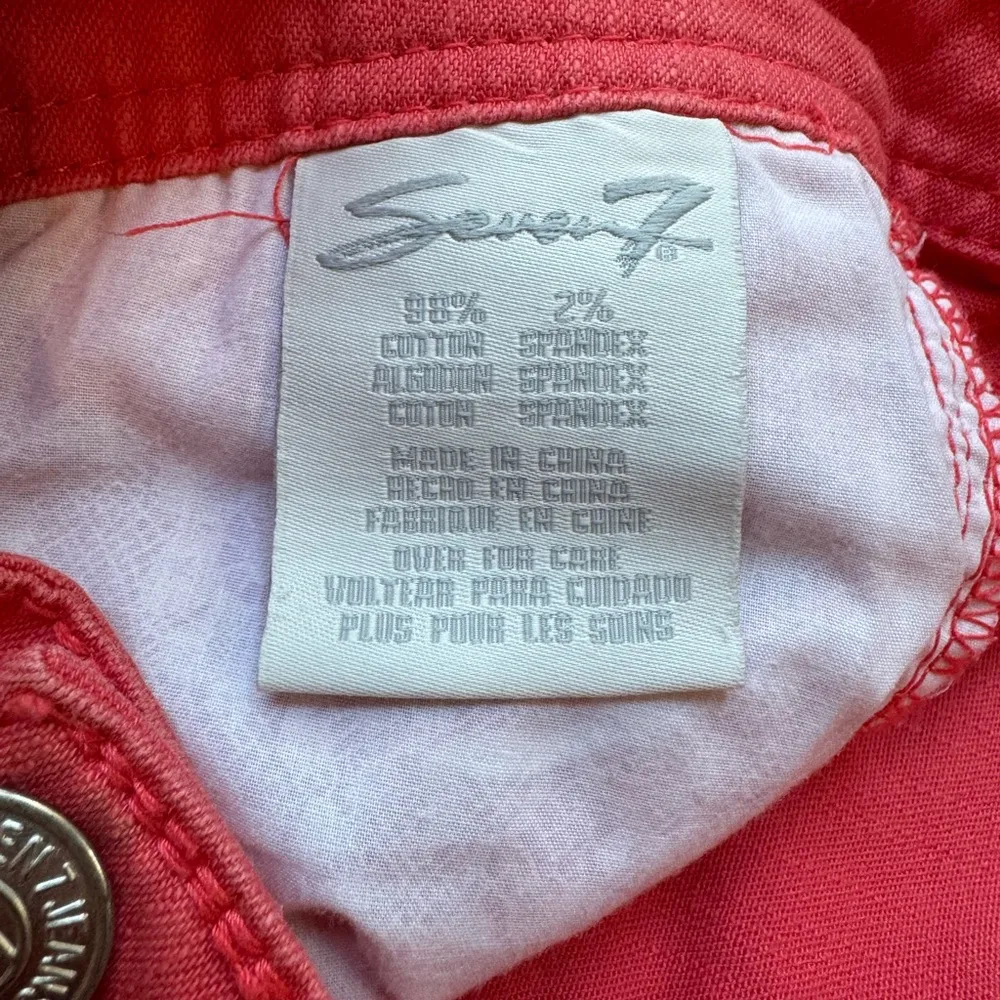 Seven7®
98% 2%
COTTON SPANDEX
ALGODON SPANDEX
COTON SPANDEX
MADE IN CHINA
HECHO EN CHINA
FABRIQUE EN CHINE
OVER FOR CARE
VOLTEAR PARA CUIDADO
PLUS POUR LES SOINS
EN7JEANS